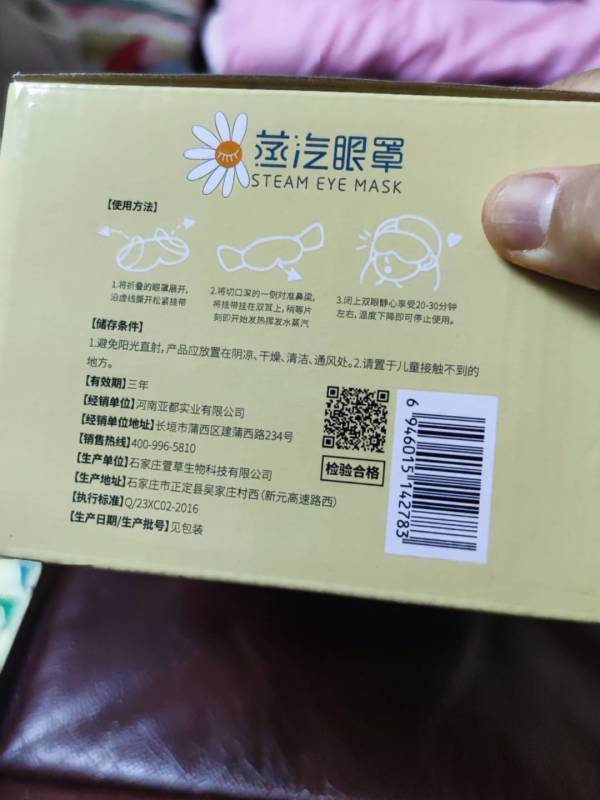 蒸汽眼罩
STEAM EYE MASK
【使用方法】
1.将折叠的眼罩展开,
沿虚线撕开松紧挂带
2.将切口深的一侧对准鼻梁,
将挂带挂在双耳上,稍等片
刻即开始发热挥发水蒸汽
3.闭上双眼静心享受20-30分钟
左右,温度下降即可停止使用。
【储存条件】
1.避免阳光直射,产品应放置在阴凉、干燥、清洁、通风处。2.请置于儿童接触不到的
地方。
【有效期】三年
【经销单位】河南亚都实业有限公司
【经销单位地址】长垣市蒲西区建蒲西路234号
【销售热线】400-996-5810
【生产单位】石家庄萱草生物科技有限公司
【生产地址】石家庄市正定县吴家庄村西(新元高速路西)
【执行标准】Q/23XC02-2016
【生产日期/生产批号】见包装
检验合格
6946015142783